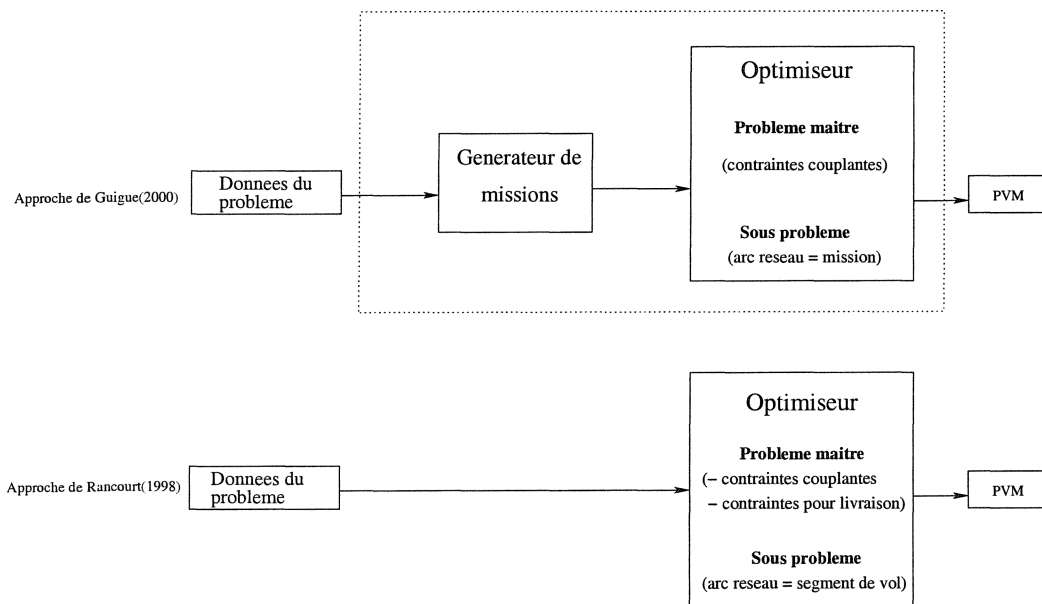 Optimiseur
Probleme maitre
(contraintes couplantes)
Generateur de
missions
Approche de Guigue(2000)
Donnees du
probleme
PVM
Sous probleme
(arc reseau = mission)
Optimiseur
Probleme maitre
(– contraintes couplantes
– contraintes pour livraison)
Approche de Rancourt(1998)
Donnees du
probleme
PVM
Sous probleme
(arc reseau = segment de vol)